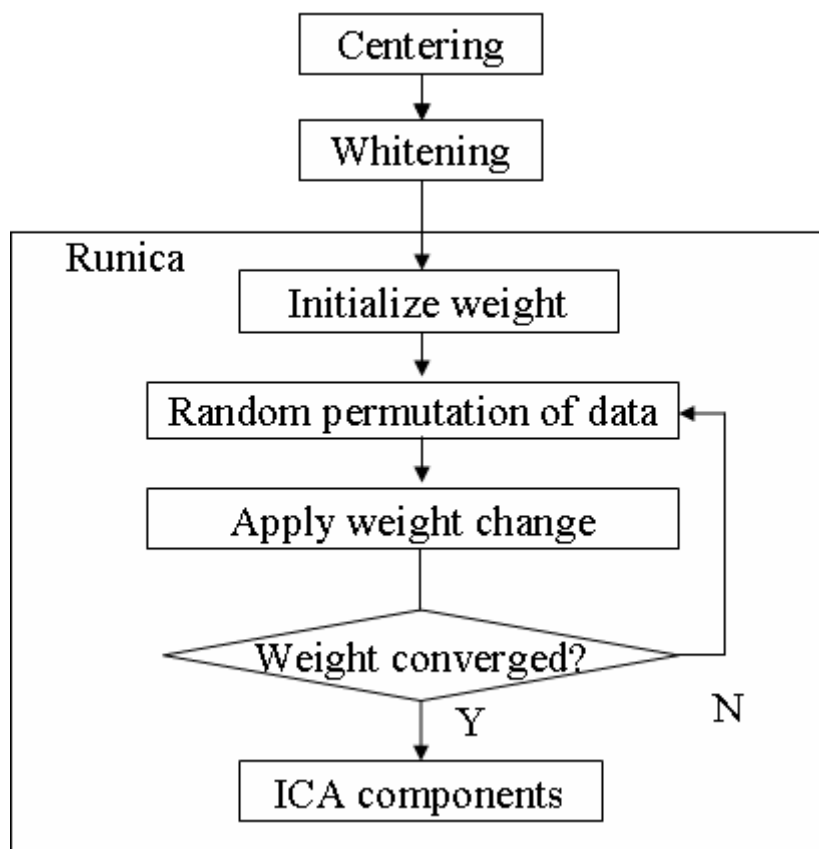 Centering
Whitening
Runica
Initialize weight
Random permutation of data
Apply weight change
Weight converged?
Y
N
ICA components